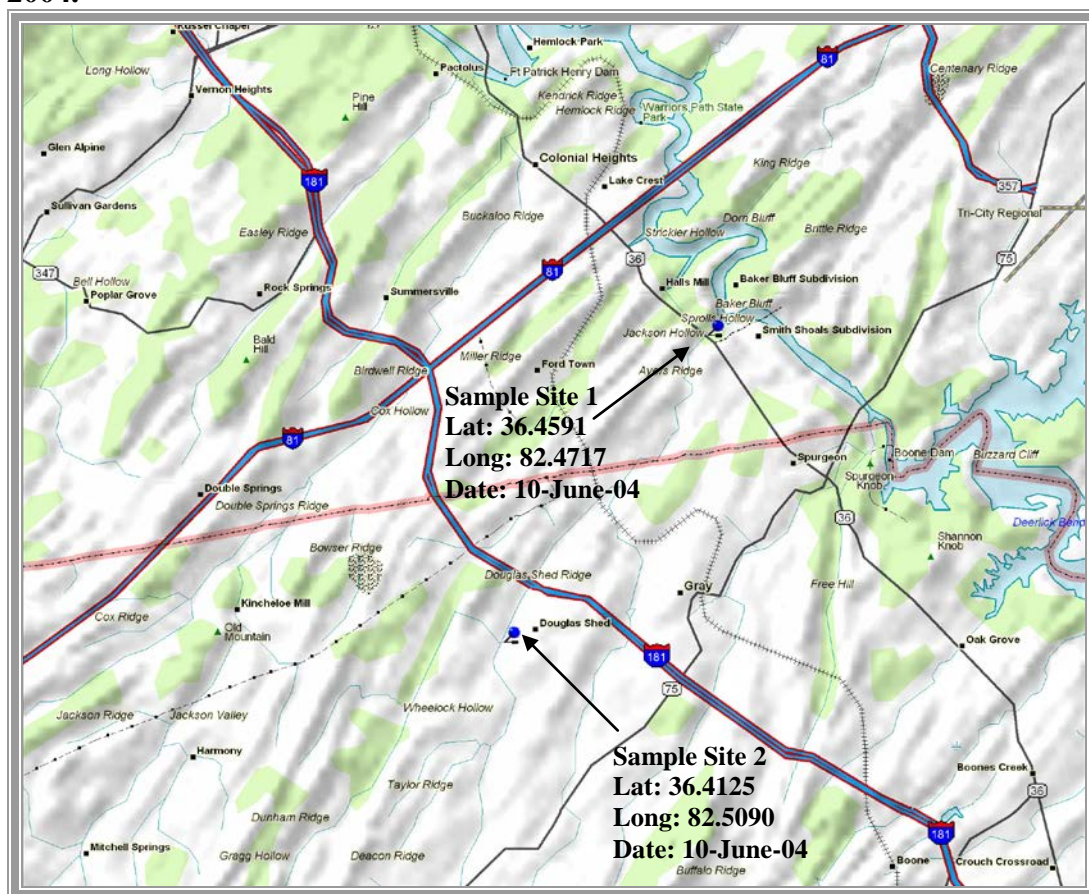 2004.
Russel Chapel
Hemlock Park
81
Long Hollow
Pactolus
Ft Patrick Henry Dam
Centenary Ridge
Vernon Heights
Pine
Hill
Kendrick Ridge
Hemlock Ridge
Warriors Path State
Park
Glen Alpine
Colonial Heights
King Ridge
181
Lake Crest
357
Sullivan Gardens
Buckaloo Ridge
Dorn Bluff
Tri-City Regional
Easley Ridge
Strickler Hollow
Brittle Ridge
36
75
347
81
Bell Hollow
Halls Mill
Baker Bluff Subdivision
Poplar Grove
Rock Springs
Summersville
Baker Bluff
Sprolls Hollow
Jackson Hollow
Smith Shoals Subdivision
Bald
Hill
Miller Ridge
Ford Town
Ayers Ridge
Birdwell Ridge
Sample Site 1
Lat: 36.4591
Long: 82.4717
Date: 10-June-04
Cox Hollow
81
Spurgeon
Boone Dam
Buzzard Cliff
Spurgeon
Knob
Double Springs
Double Springs Ridge
36
Deerlick Bend
Bowser Ridge
Shannon
Knob
Douglas Shed Ridge
Gray
Free Hill
Kincheloe Mill
Cox Ridge
Old
Mountain
Douglas Shed
Oak Grove
181
75
Jackson Ridge
Jackson Valley
Wheelock Hollow
Harmony
Sample Site 2
Lat: 36.4125
Long: 82.5090
Date: 10-June-04
Boones Creek
Taylor Ridge
36
Dunham Ridge
181
Mitchell Springs
Gragg Hollow
Deacon Ridge
Buffalo Ridge
Boone
Crouch Crossroad